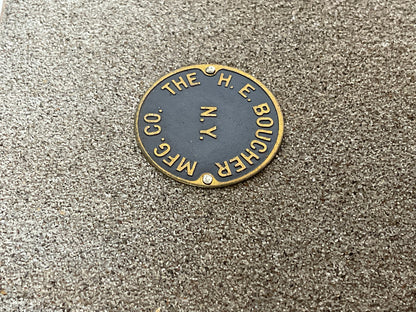 THE H. E. BOUCHER MFG. CO.
N.Y.